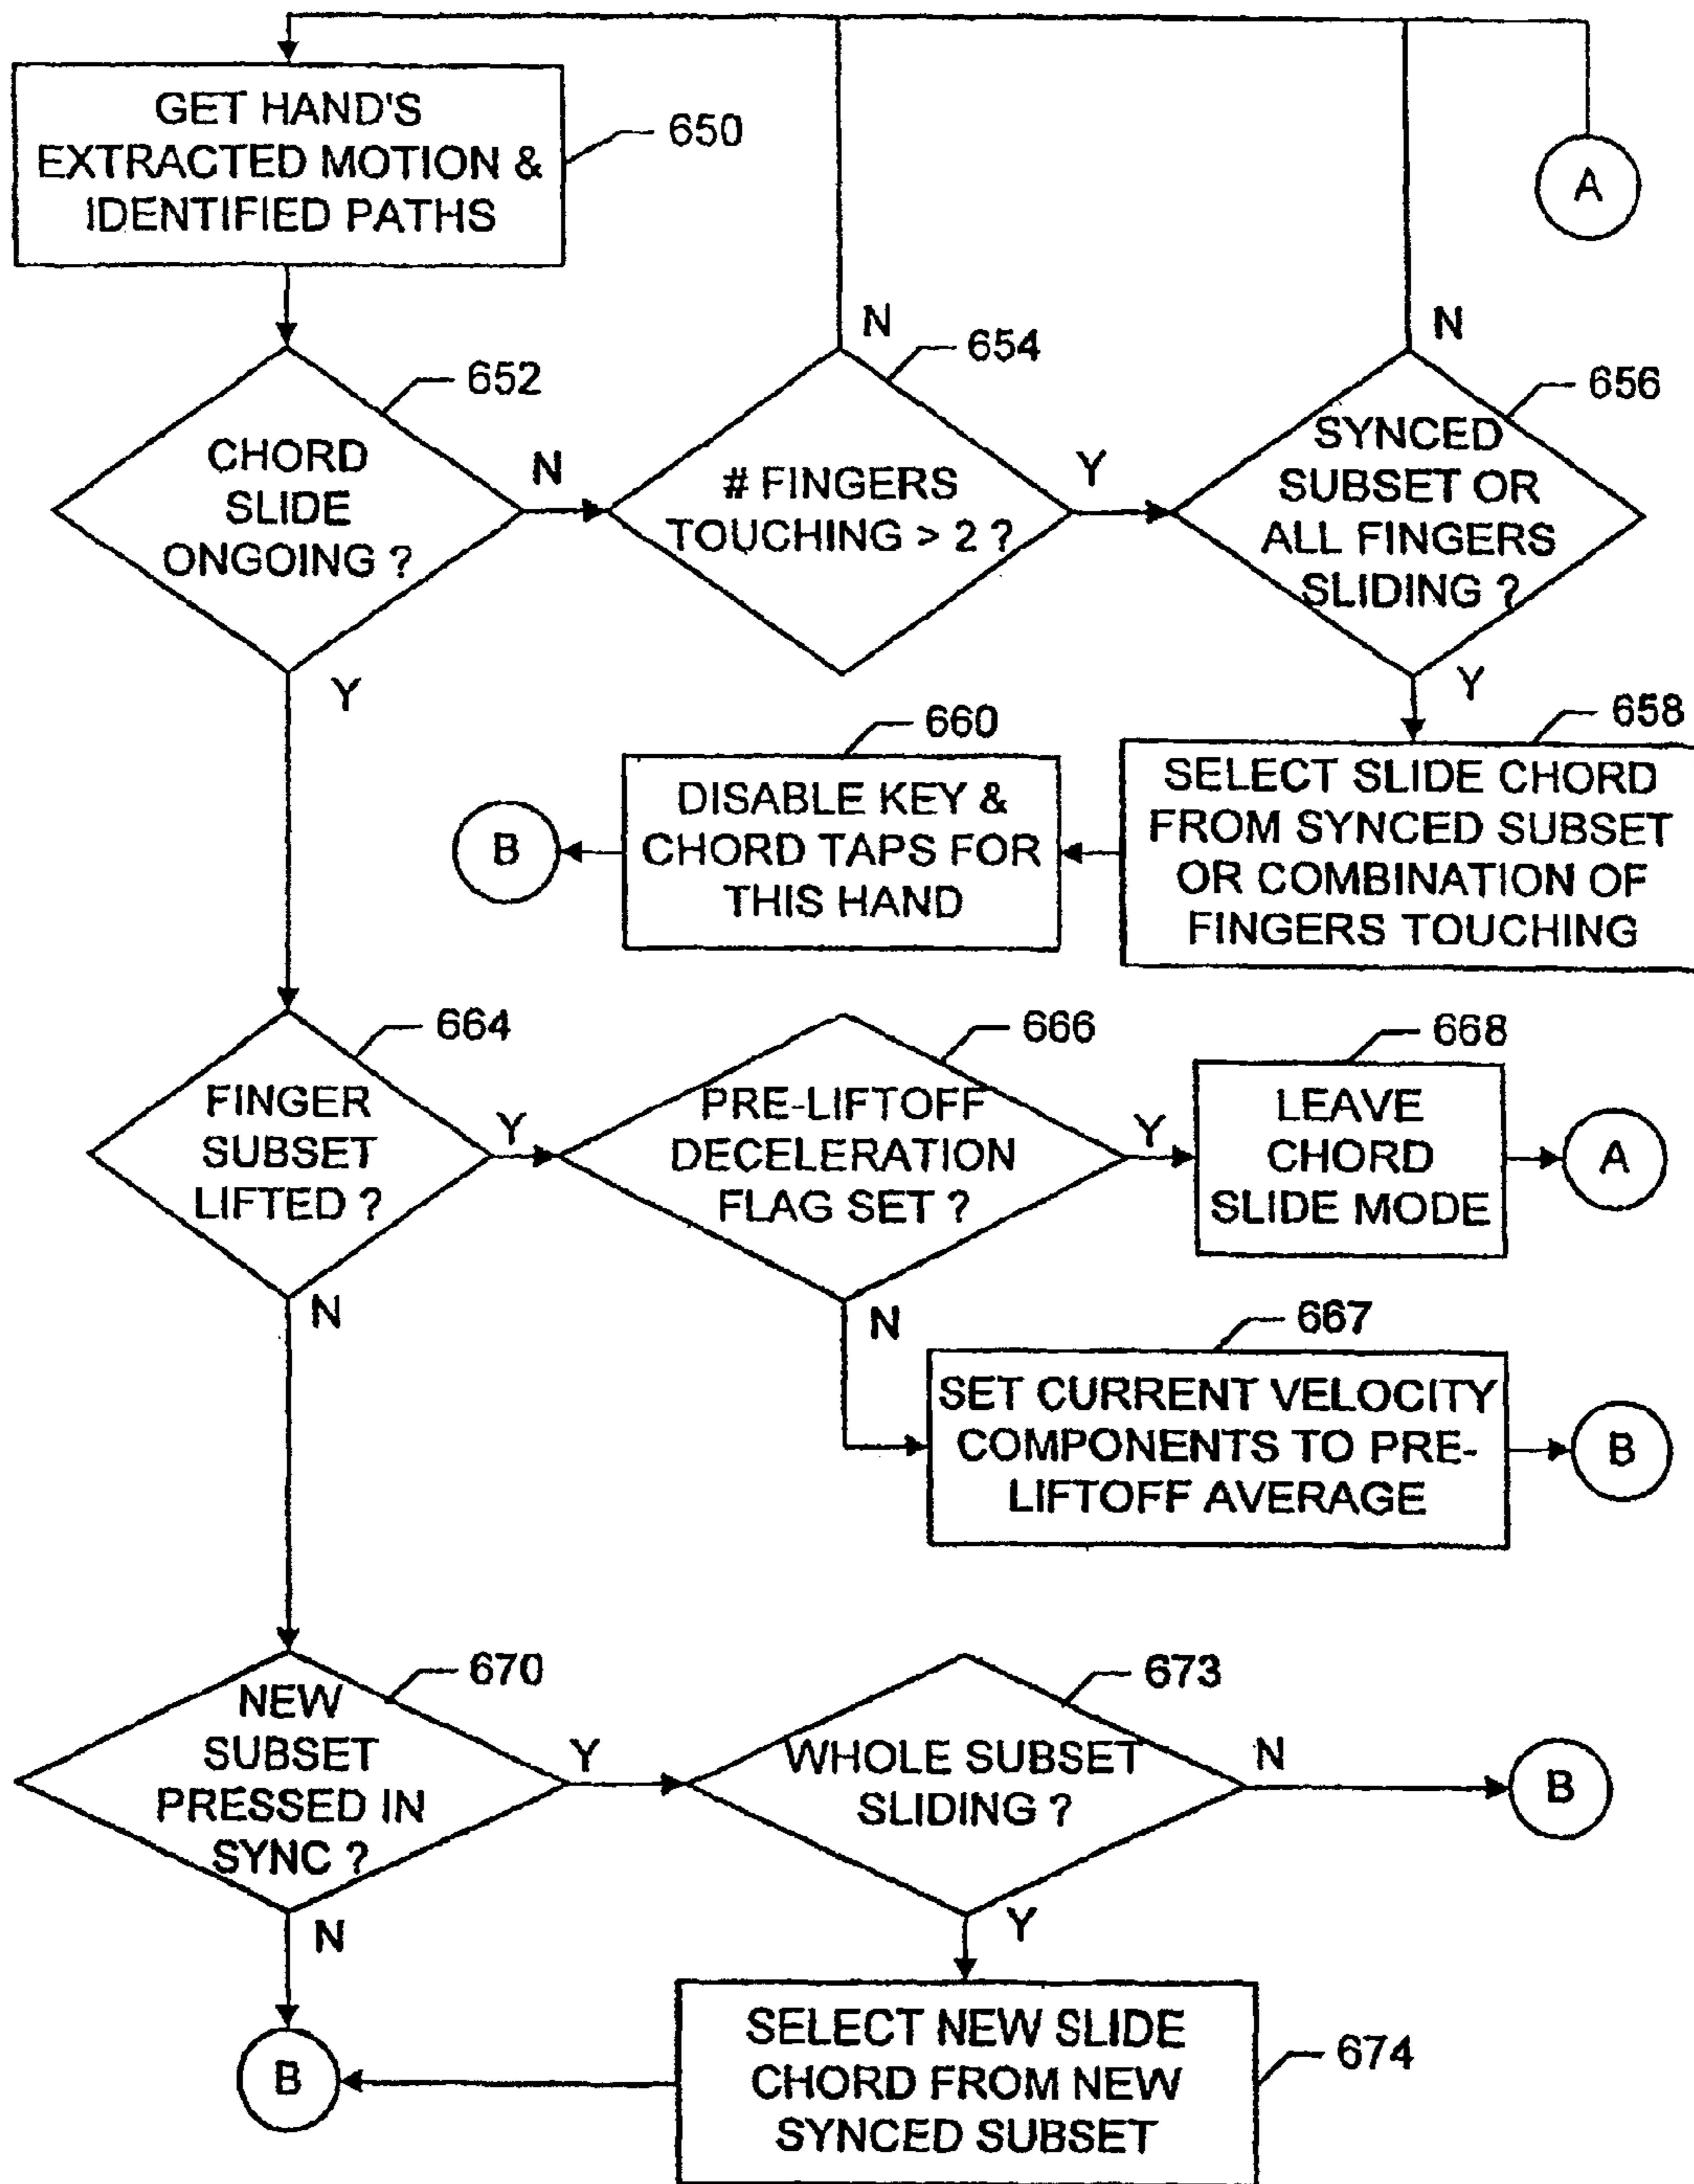 GET HAND'S
EXTRACTED MOTION &
IDENTIFIED PATHS
650
A
CHORD
SLIDE
ONGOING ?
652
N
Y
# FINGERS
TOUCHING > 2 ?
654
N
Y
SYNCED
SUBSET OR
ALL FINGERS
SLIDING ?
656
N
Y
SELECT SLIDE CHORD
FROM SYNCED SUBSET
OR COMBINATION OF
FINGERS TOUCHING
658
DISABLE KEY &
CHORD TAPS FOR
THIS HAND
660
B
FINGER
SUBSET
LIFTED ?
664
Y
N
PRE-LIFTOFF
DECELERATION
FLAG SET ?
666
Y
N
LEAVE
CHORD
SLIDE MODE
668
A
SET CURRENT VELOCITY
COMPONENTS TO PRE-
LIFTOFF AVERAGE
667
B
NEW
SUBSET
PRESSED IN
SYNC ?
670
Y
N
WHOLE SUBSET
SLIDING ?
673
N
B
Y
SELECT NEW SLIDE
CHORD FROM NEW
SYNCED SUBSET
674
B